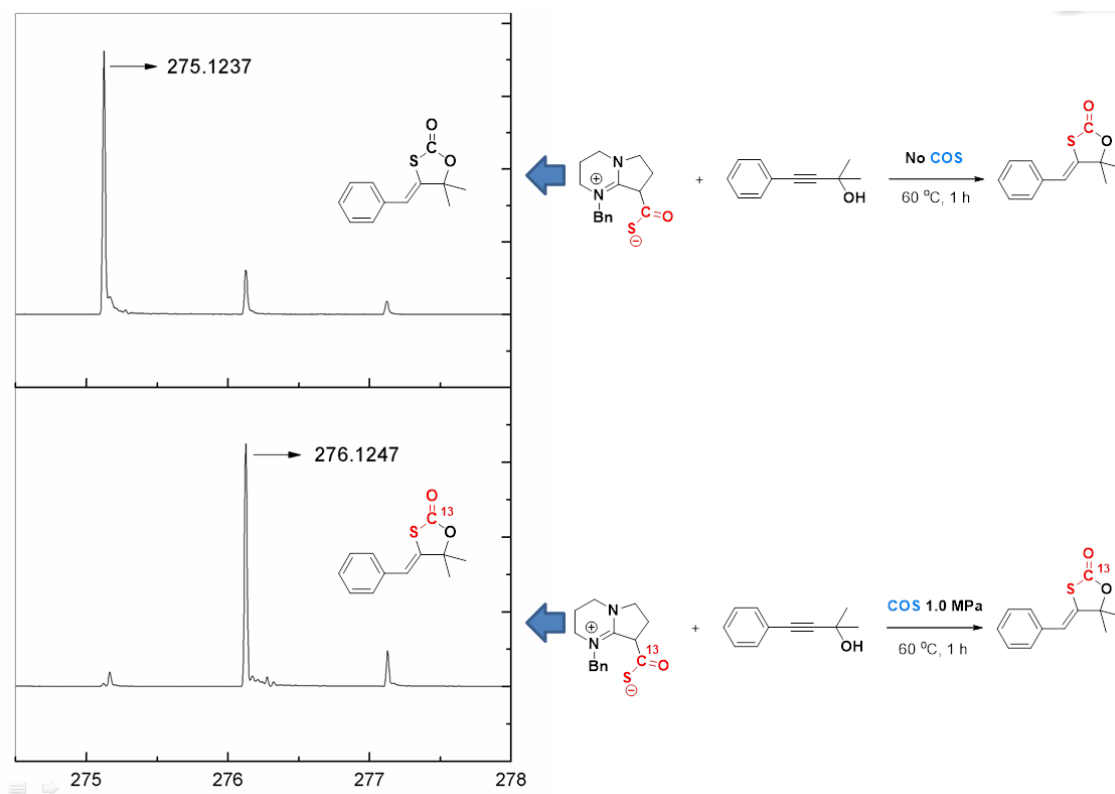 275.1237
O
S C O
N
+
N
Bn
C
O
S
−
+
OH
No COS
60 °C, 1 h
O
S C O
276.1247
O
C 13
S O
N
+
N
Bn
13
C
O
S
−
+
OH
COS 1.0 MPa
60 °C, 1 h
O
C 13
S O
275 276 277 278